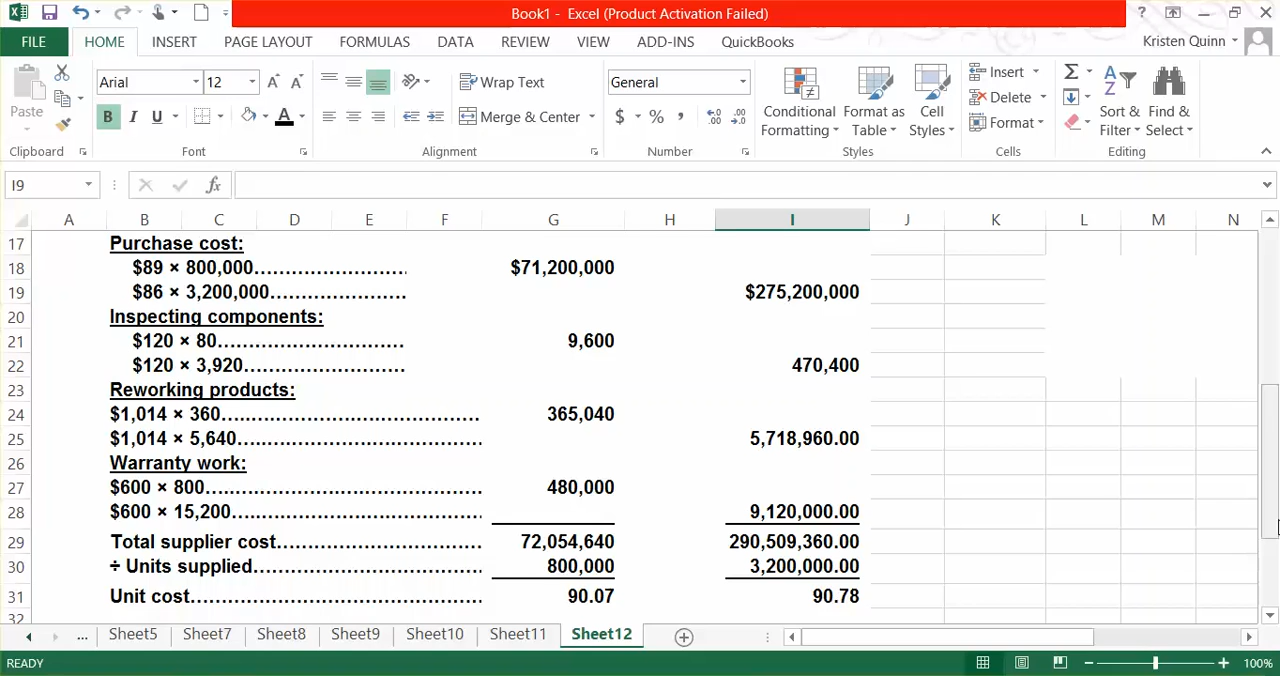 Book1 - Excel (Product Activation Failed)
FILE HOME INSERT PAGE LAYOUT FORMULAS DATA REVIEW VIEW ADD-INS QuickBooks Kristen Quinn
Arial 12 Wrap Text General Insert
Paste Merge & Center $ % , Conditional Formatting Format as Table Cell Styles Delete Sort & Filter Find & Select
B I U Format
Clipboard Font Alignment Number Styles Cells Editing
I9 fx
A B C D E F G H I J K L M N
17 Purchase cost:
18 $89 × 800,000.............................. $71,200,000
19 $86 × 3,200,000........................ $275,200,000
20 Inspecting components:
21 $120 × 80................................. 9,600
22 $120 × 3,920............................ 470,400
23 Reworking products:
24 $1,014 × 360............................................. 365,040
25 $1,014 × 5,640.......................................... 5,718,960.00
26 Warranty work:
27 $600 × 800................................................ 480,000
28 $600 × 15,200........................................... 9,120,000.00
29 Total supplier cost................................... 72,054,640 290,509,360.00
30 ÷ Units supplied........................................ 800,000 3,200,000.00
31 Unit cost................................................... 90.07 90.78
32
... Sheet5 Sheet7 Sheet8 Sheet9 Sheet10 Sheet11 Sheet12
READY 100%